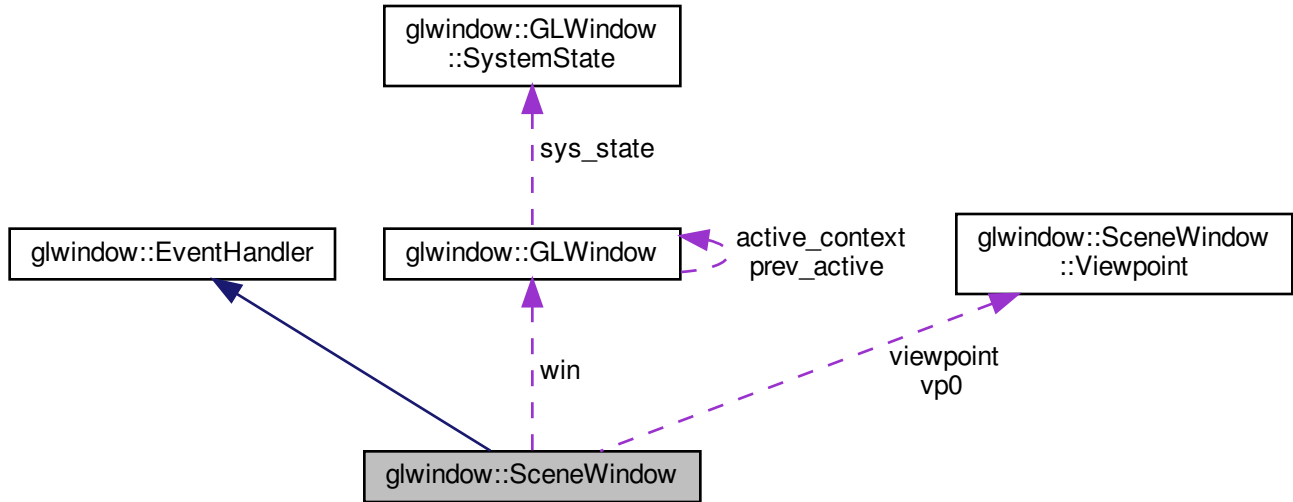 glwindow::GLWindow
::SystemState
sys_state
glwindow::EventHandler
glwindow::GLWindow
active_context
prev_active
glwindow::SceneWindow
::Viewpoint
win
viewpoint
vp0
glwindow::SceneWindow